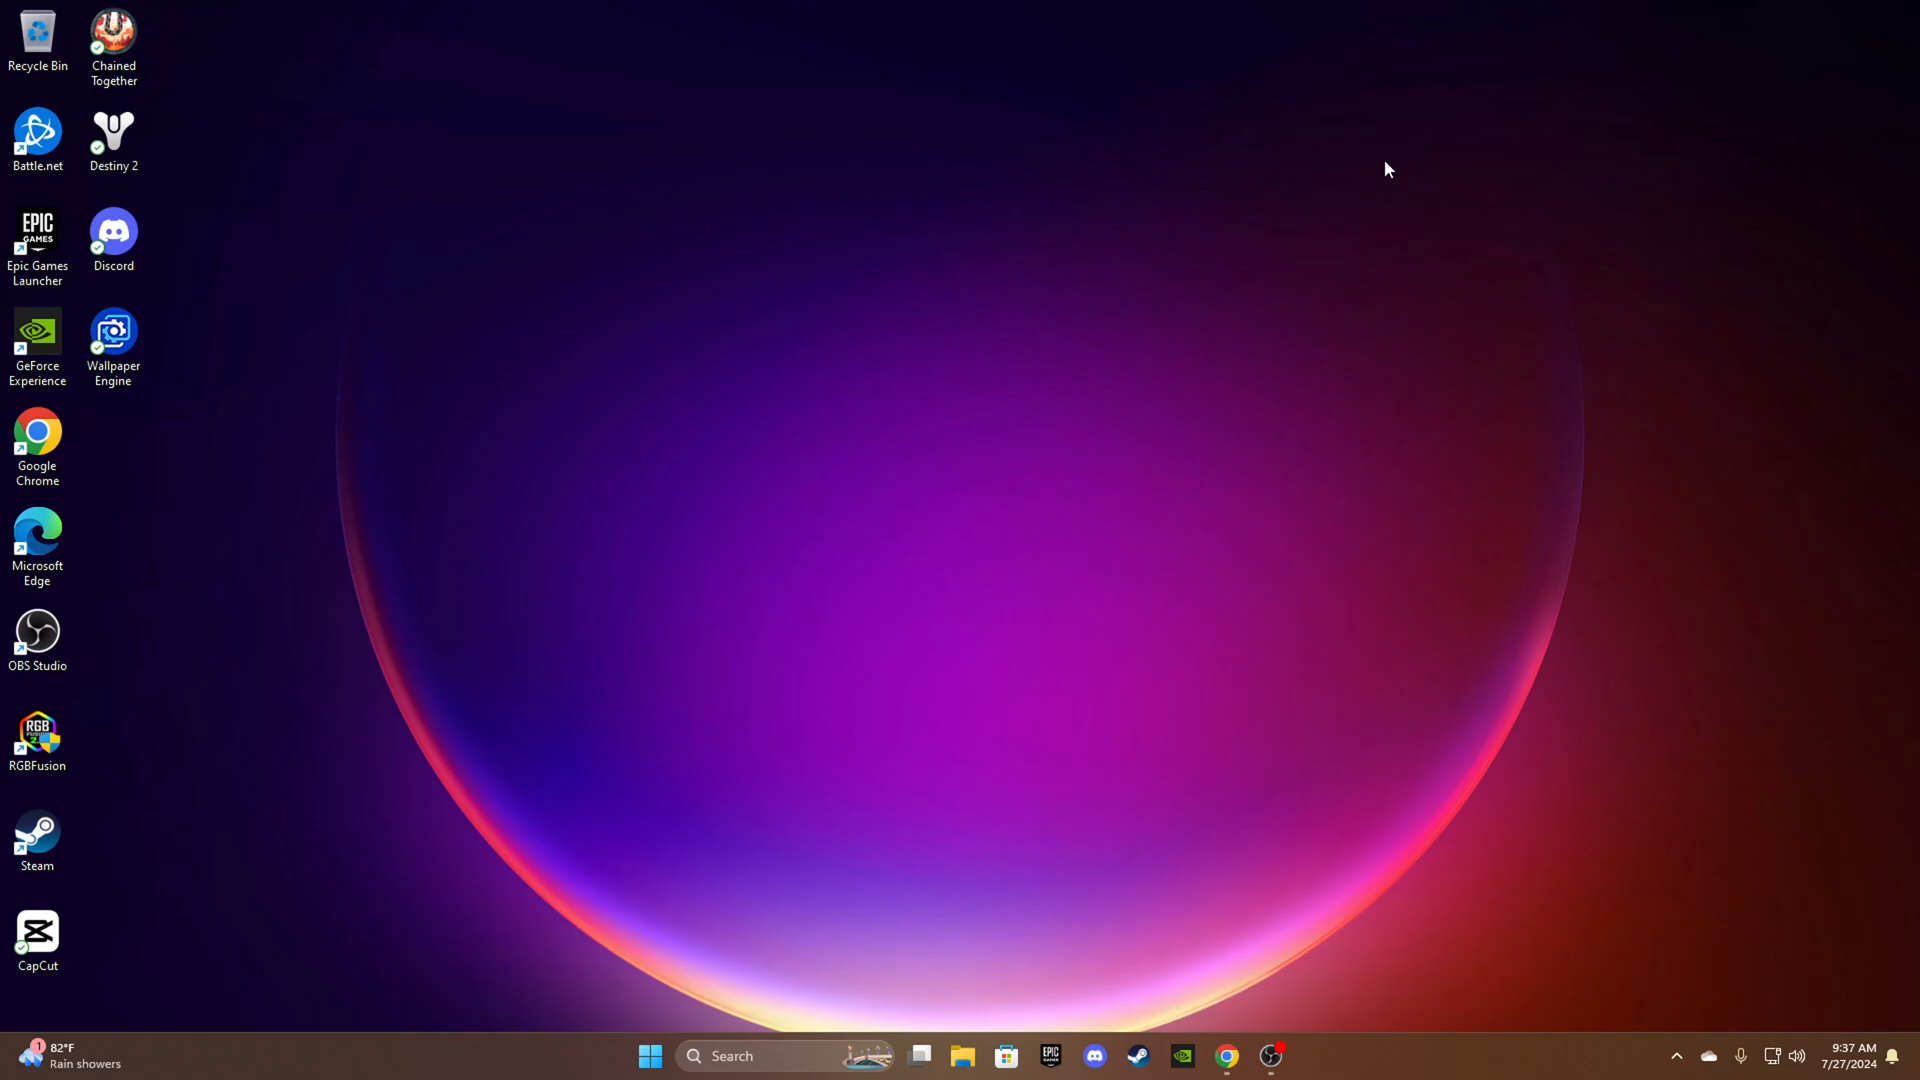 Recycle Bin
Chained
Together
Battle.net
Destiny 2
EPIC
GAMES
Epic Games
Launcher
Discord
GeForce
Experience
Wallpaper
Engine
Google
Chrome
Microsoft
Edge
OBS Studio
RGB
RGBFusion
Steam
CapCut
1
82°F
Rain showers
Search
EPIC
GAMES
9:37 AM
7/27/2024